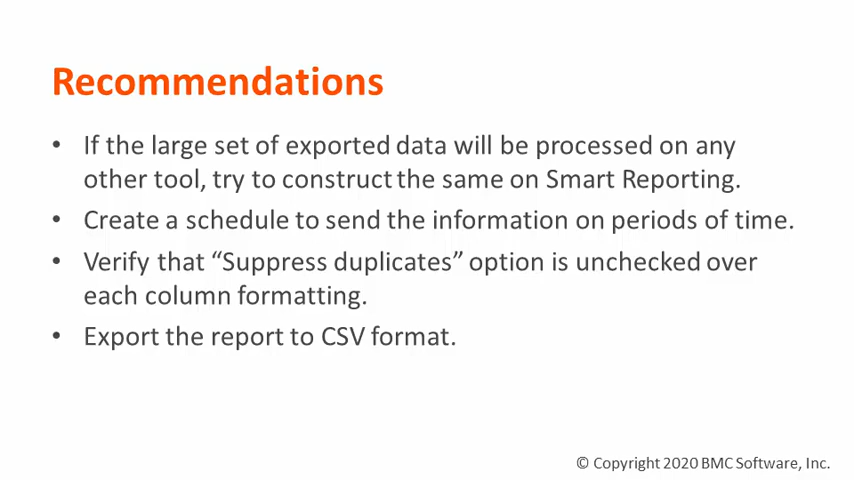 Recommendations
• If the large set of exported data will be processed on any
other tool, try to construct the same on Smart Reporting.
• Create a schedule to send the information on periods of time.
• Verify that “Suppress duplicates” option is unchecked over
each column formatting.
• Export the report to CSV format.
© Copyright 2020 BMC Software, Inc.